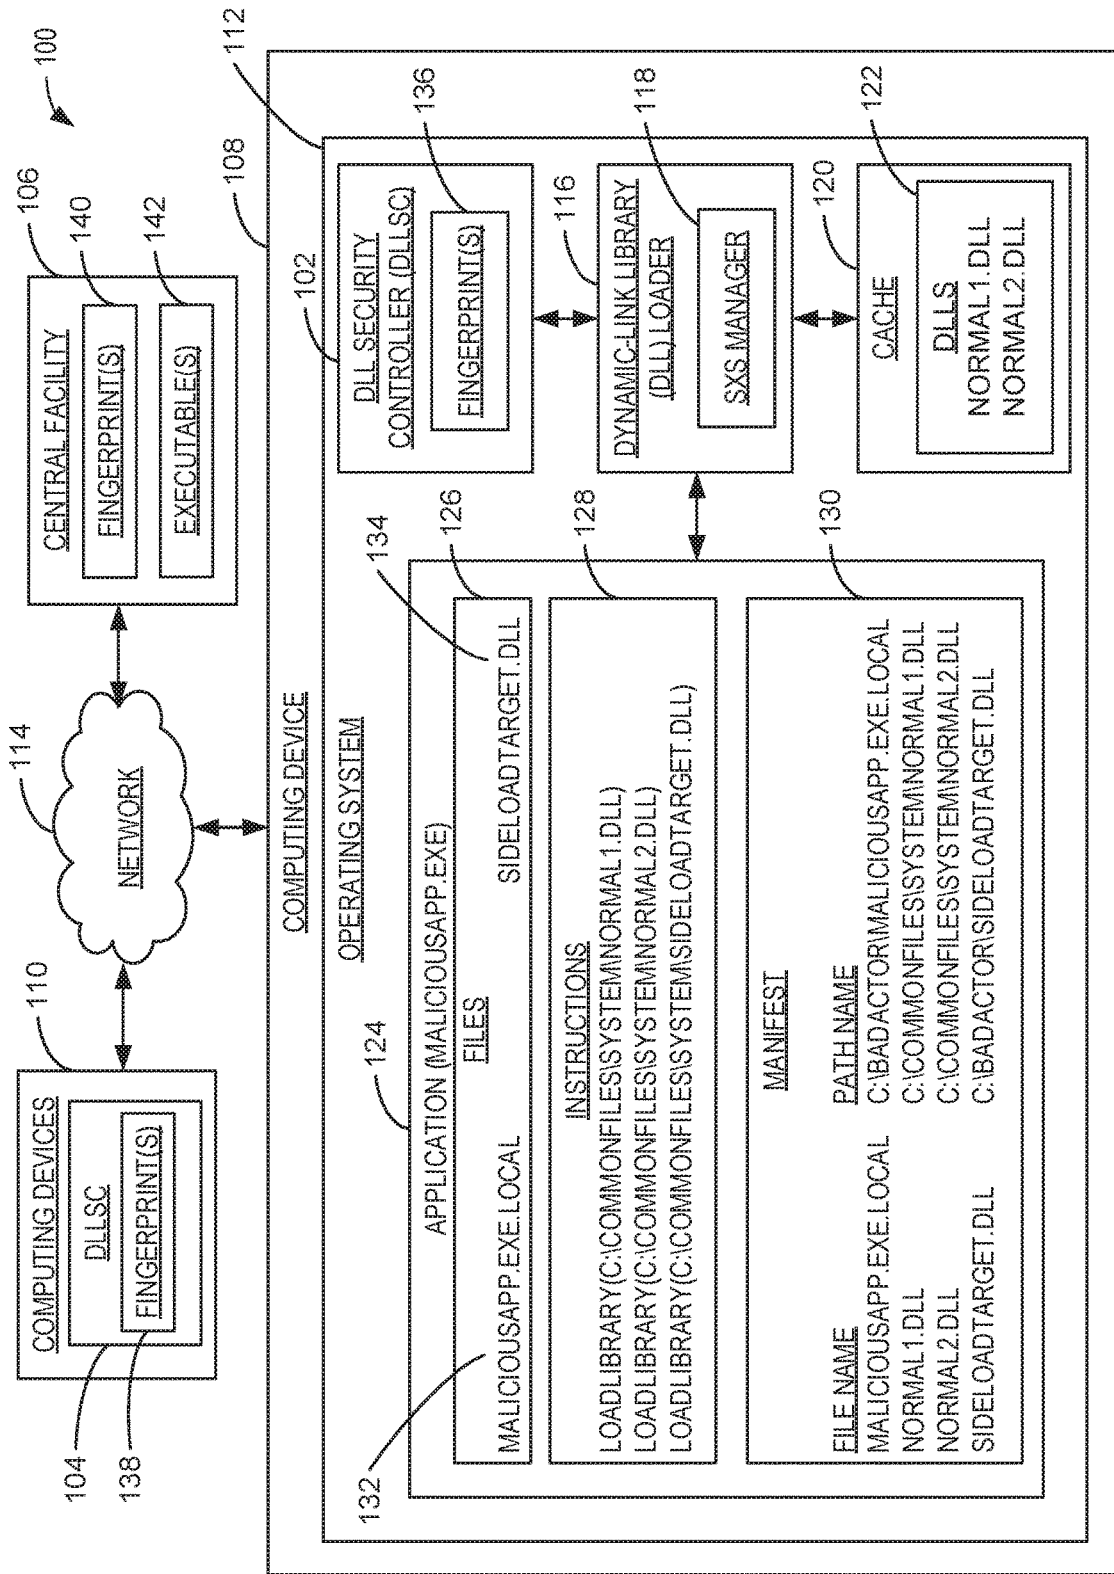 100
110
COMPUTING DEVICES
DLLSC
FINGERPRINT(S)
104
138
114
NETWORK
106
CENTRAL FACILITY
FINGERPRINT(S)
140
EXECUTABLE(S)
142
108
COMPUTING DEVICE
112
OPERATING SYSTEM
124
APPLICATION (MALICIOUSAPP.EXE)
126
FILES
132
MALICIOUSAPP.EXE.LOCAL
134
SIDELOADTARGET.DLL
128
INSTRUCTIONS
LOADLIBRARY(C:\COMMONFILES\SYSTEM\NORMAL1.DLL)
LOADLIBRARY(C:\COMMONFILES\SYSTEM\NORMAL2.DLL)
LOADLIBRARY(C:\COMMONFILES\SYSTEM\SIDELOADTARGET.DLL)
130
MANIFEST
FILE NAME PATH NAME
MALICIOUSAPP.EXE.LOCAL C:\BADACTOR\MALICIOUSAPP.EXE.LOCAL
NORMAL1.DLL C:\COMMONFILES\SYSTEM\NORMAL1.DLL
NORMAL2.DLL C:\COMMONFILES\SYSTEM\NORMAL2.DLL
SIDELOADTARGET.DLL C:\BADACTOR\SIDELOADTARGET.DLL
102
DLL SECURITY
CONTROLLER (DLLSC)
136
FINGERPRINT(S)
116
DYNAMIC-LINK LIBRARY
(DLL) LOADER
118
SXS MANAGER
120
CACHE
122
DLLS
NORMAL1.DLL
NORMAL2.DLL